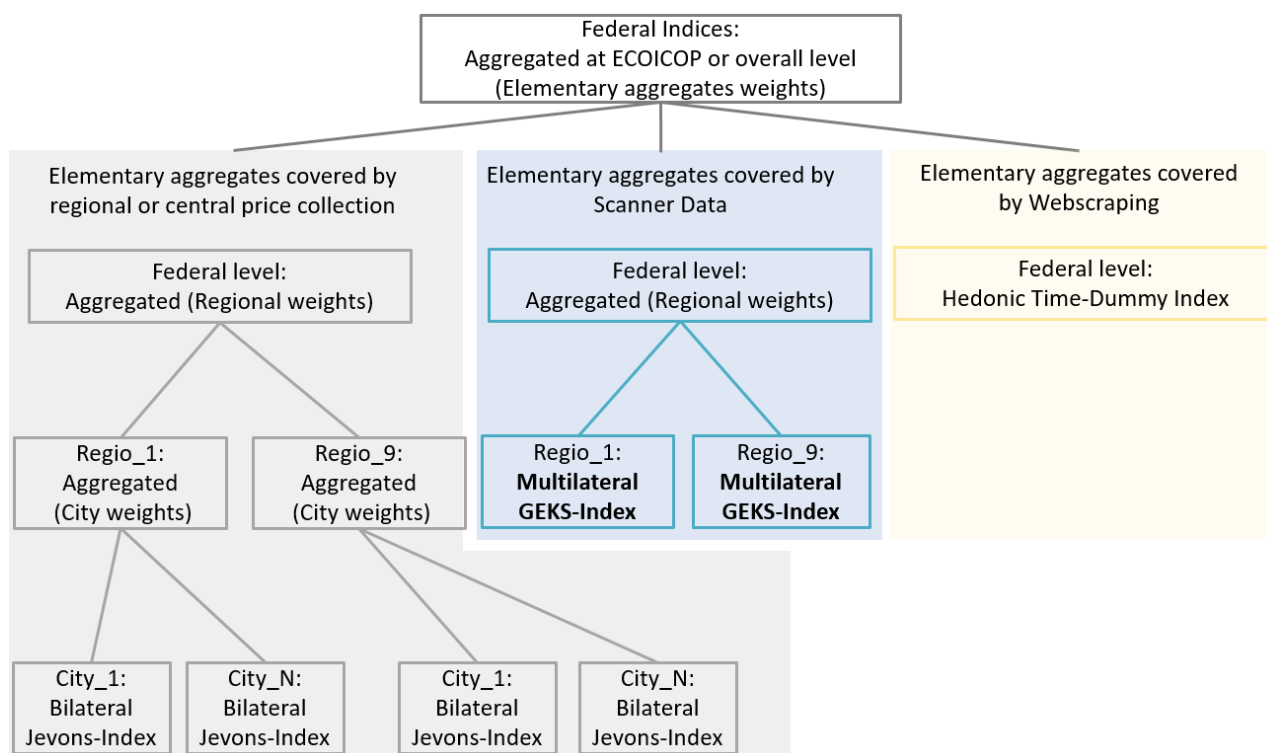 Federal Indices:
Aggregated at ECOICOP or overall level
(Elementary aggregates weights)
Elementary aggregates covered by
regional or central price collection
Elementary aggregates covered by
Scanner Data
Elementary aggregates covered
by Webscraping
Federal level:
Aggregated (Regional weights)
Federal level:
Aggregated (Regional weights)
Federal level:
Hedonic Time-Dummy Index
Regio_1:
Aggregated
(City weights)
Regio_9:
Aggregated
(City weights)
Regio_1:
Multilateral
GEKS-Index
Regio_9:
Multilateral
GEKS-Index
City_1:
Bilateral
Jevons-Index
City_N:
Bilateral
Jevons-Index
City_1:
Bilateral
Jevons-Index
City_N:
Bilateral
Jevons-Index